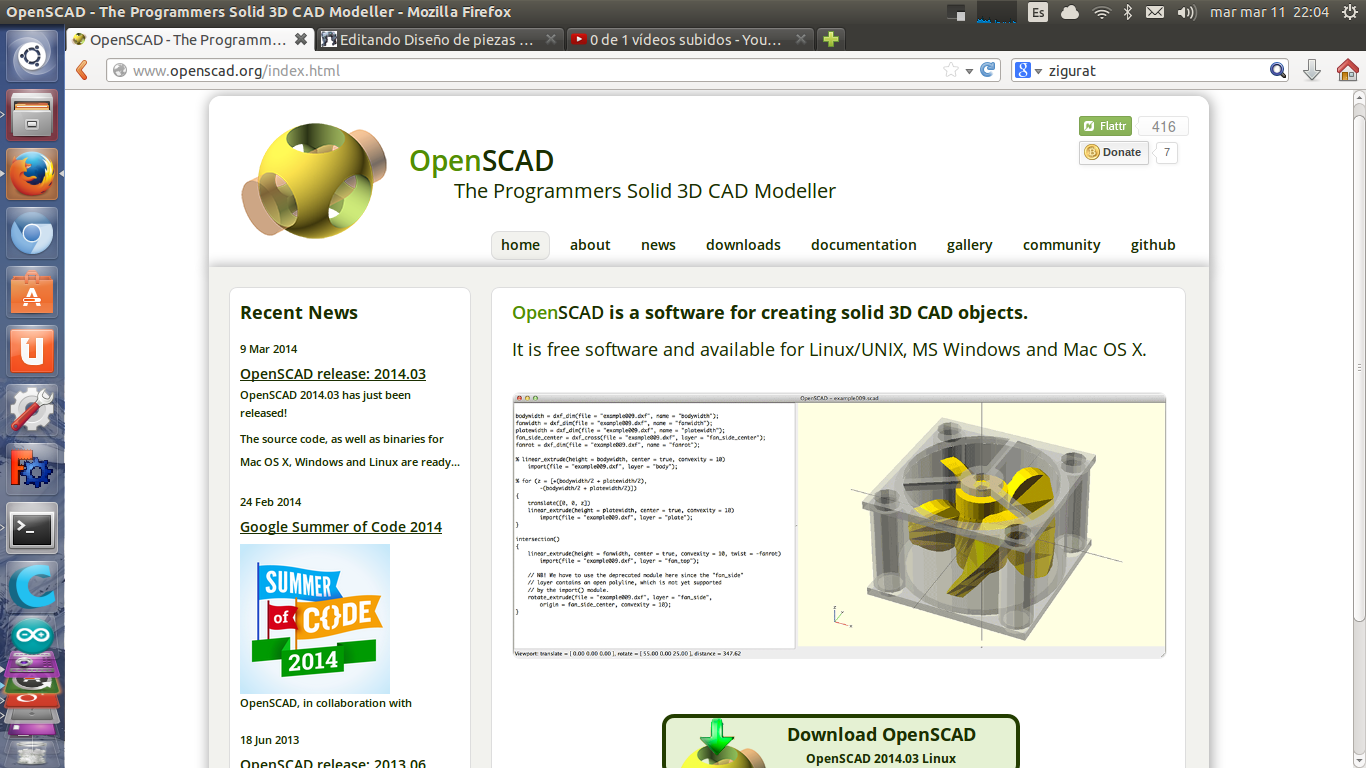 OpenSCAD - The Programmers Solid 3D CAD Modeller - Mozilla Firefox
Es
mar mar 11 22:04
OpenSCAD - The Programm...
Editando Diseño de piezas ...
0 de 1 vídeos subidos - You...
www.openscad.org/index.html
8
zigurat
OpenSCAD
The Programmers Solid 3D CAD Modeller
Flattr
416
Donate
7
home
about
news
downloads
documentation
gallery
community
github
Recent News
9 Mar 2014
OpenSCAD release: 2014.03
OpenSCAD 2014.03 has just been
released!
The source code, as well as binaries for
Mac OS X, Windows and Linux are ready...
24 Feb 2014
Google Summer of Code 2014
SUMMER
of C{}DE
2014
OpenSCAD, in collaboration with
18 Jun 2013
OpenSCAD release: 2013.06
OpenSCAD is a software for creating solid 3D CAD objects.
It is free software and available for Linux/UNIX, MS Windows and Mac OS X.
OpenSCAD - example009.scad
bodywidth = dxf_dim(file = "example009.dxf", name = "bodywidth");
fanwidth = dxf_dim(file = "example009.dxf", name = "fanwidth");
platewidth = dxf_dim(file = "example009.dxf", name = "platewidth");
fan_side_center = dxf_cross(file = "example009.dxf", layer = "fan_side_center");
fanrot = dxf_dim(file = "example009.dxf", name = "fanrot");
% linear_extrude(height = bodywidth, center = true, convexity = 10)
import(file = "example009.dxf", layer = "body");
% for (z = [+(bodywidth/2 + platewidth/2),
-(bodywidth/2 + platewidth/2)])
{
translate([0, 0, z])
linear_extrude(height = platewidth, center = true, convexity = 10)
import(file = "example009.dxf", layer = "plate");
}
intersection()
{
linear_extrude(height = fanwidth, center = true, convexity = 10, twist = -fanrot)
import(file = "example009.dxf", layer = "fan_top");
// NB! We have to use the deprecated module here since the "fan_side"
// layer contains an open polyline, which is not yet supported
// by the import() module.
rotate_extrude(file = "example009.dxf", layer = "fan_side",
origin = fan_side_center, convexity = 10);
}
Viewport: translate = [ 0.00 0.00 0.00 ], rotate = [ 55.00 0.00 25.00 ], distance = 347.62
Download OpenSCAD
OpenSCAD 2014.03 Linux